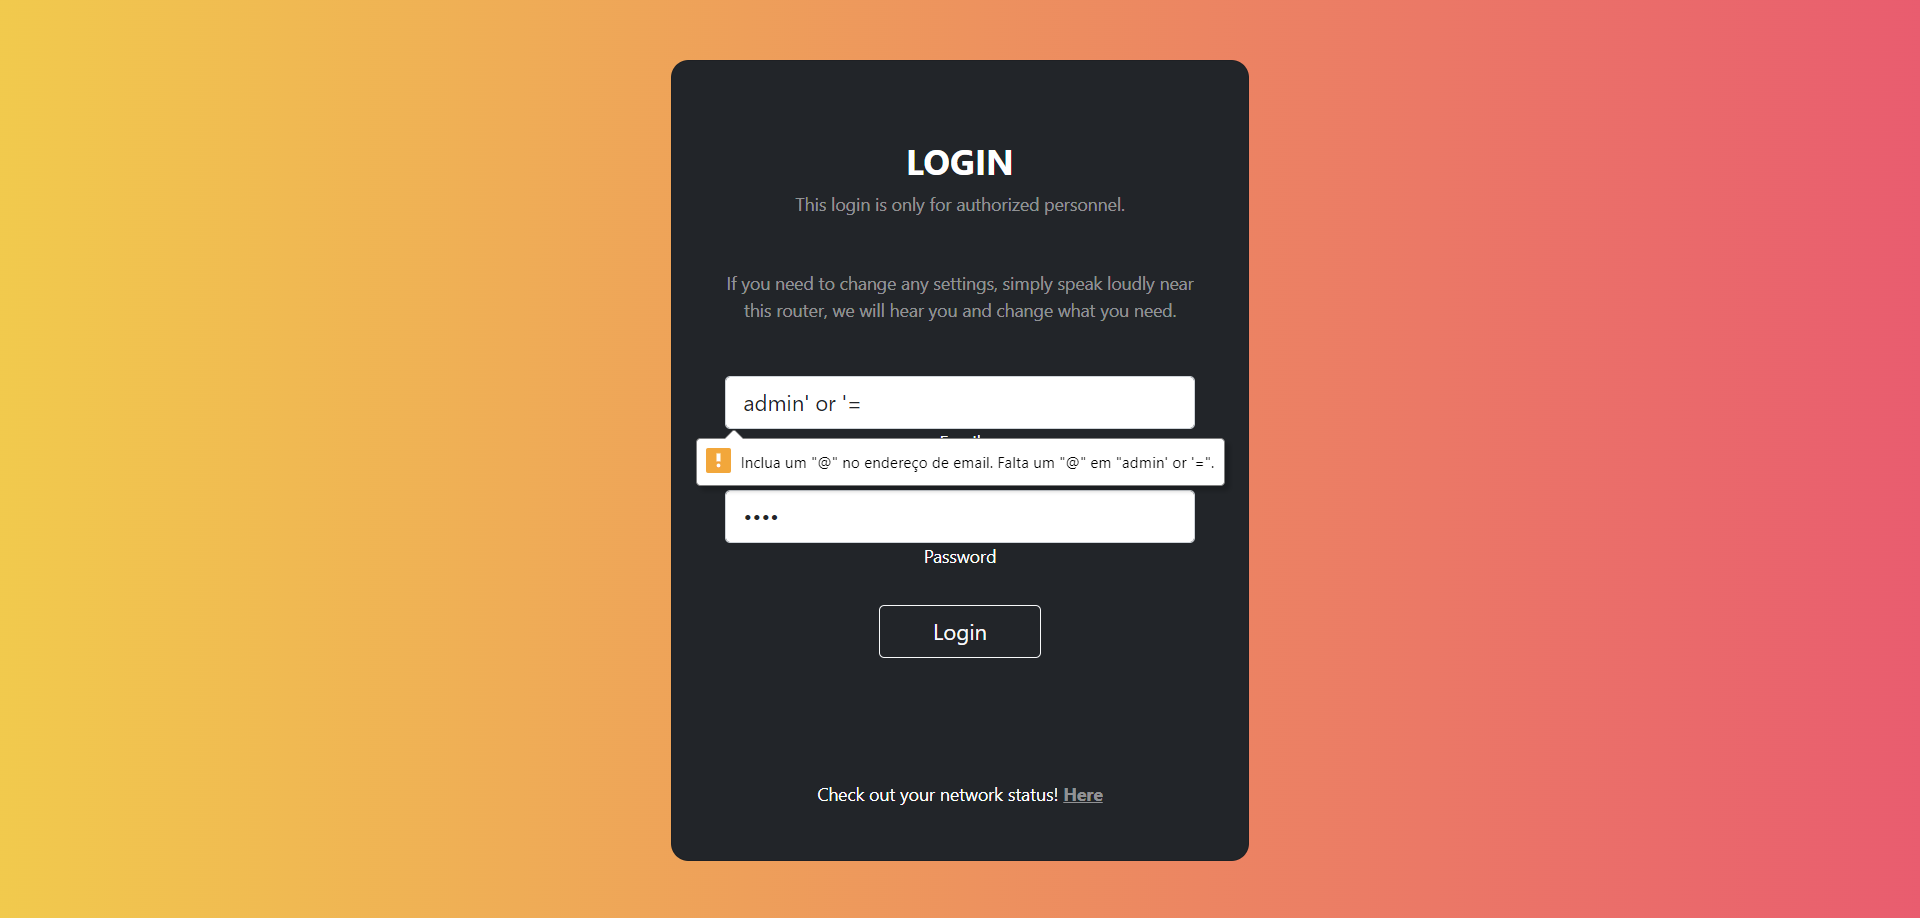 LOGIN
This login is only for authorized personnel.
If you need to change any settings, simply speak loudly near
this router, we will hear you and change what you need.
admin' or '=
Inclua um "@" no endereço de email. Falta um "@" em "admin' or '=".
••••
Password
Login
Check out your network status! Here